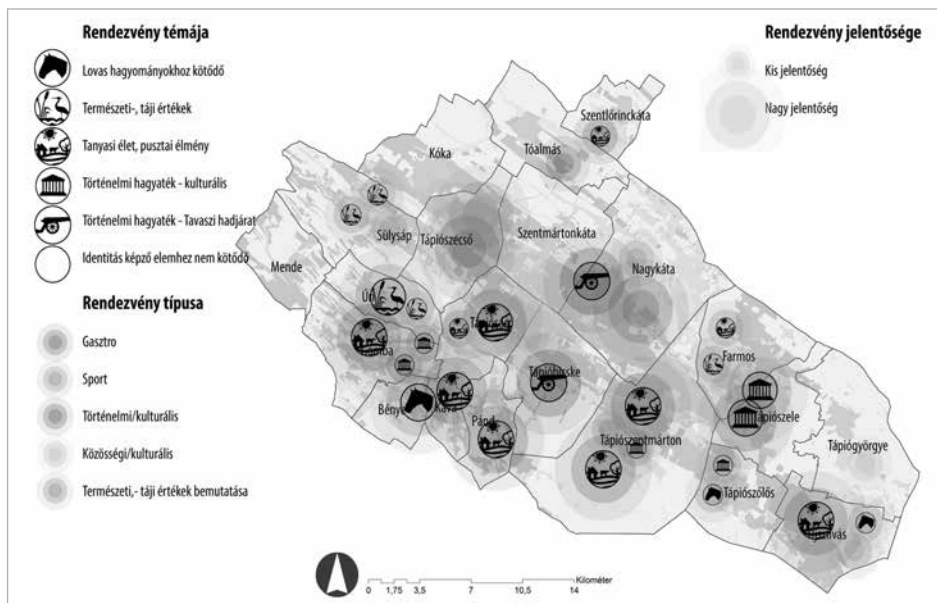 Rendezvény témája
Lovas hagyományokhoz kötődő
Természeti-, táji értékek
Tanyasi élet, pusztai élmény
Történelmi hagyaték - kulturális
Történelmi hagyaték - Tavaszi hadjárat
Identitás képző elemhez nem kötődő
Rendezvény típusa
Gasztro
Sport
Történelmi/kulturális
Közösségi/kulturális
Természeti,- táji értékek bemutatása
Rendezvény jelentősége
Kis jelentőség
Nagy jelentőség
Szentlőrinckáta
Tóalmás
Kóka
Sülysáp
Tápiószecső
Szentmártonkáta
Mende
Nagykáta
Farmos
Bénye
Pánd
Tápióbicske
Tápiószele
Tápiószentmárton
Tápiógyörgye
Tápiószőlős
Kilométer
0 1,75 3,5 7 10,5 14